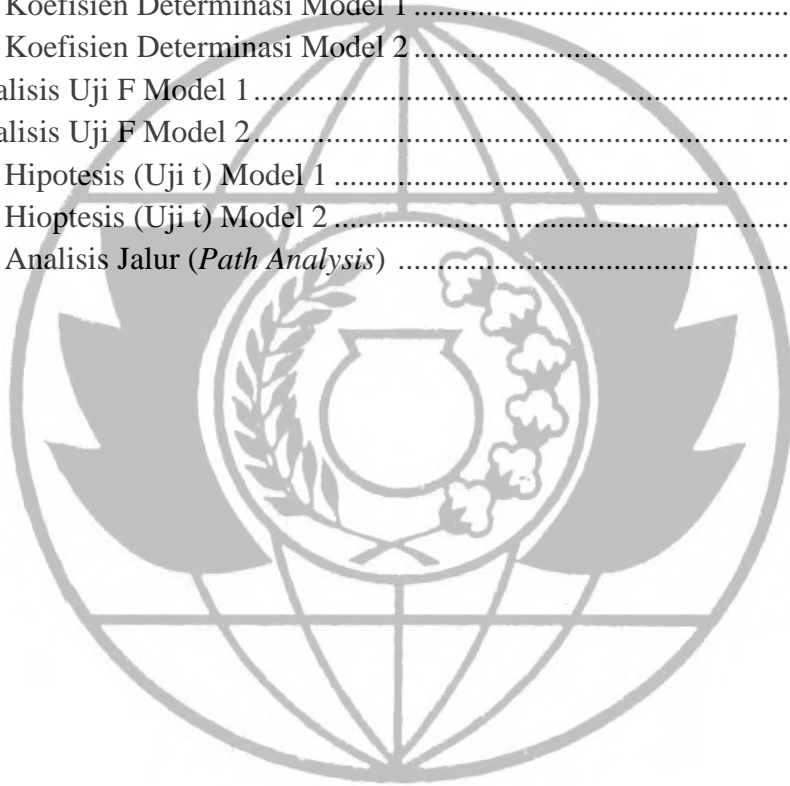 Koefisien Determinasi Model 1 ........................................................
Koefisien Determinasi Model 2 ........................................................
alisis Uji F Model 1 ........................................................................
alisis Uji F Model 2 ........................................................................
Hipotesis (Uji t) Model 1 ..................................................................
Hioptesis (Uji t) Model 2 ..................................................................
Analisis Jalur (Path Analysis) ..........................................................